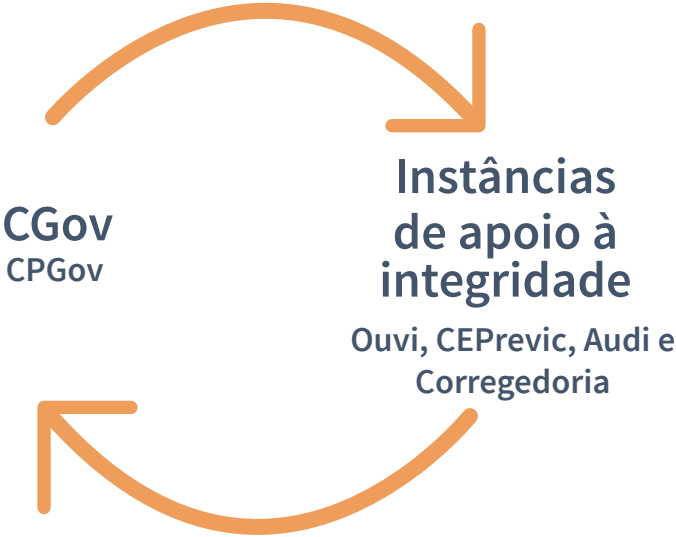 CGov
CPGov
Instâncias
de apoio à
integridade
Ouvi, CEPrevic, Audi e
Corregedoria